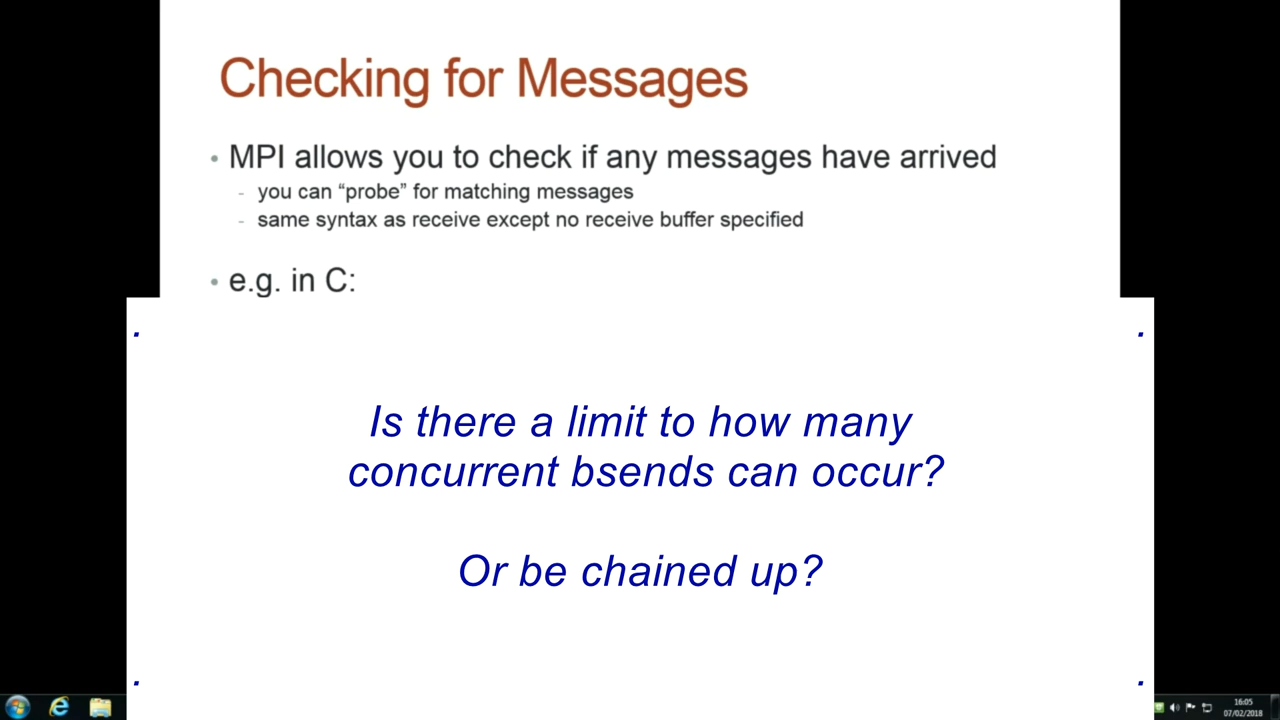 Checking for Messages
• MPI allows you to check if any messages have arrived
- you can “probe” for matching messages
- same syntax as receive except no receive buffer specified
• e.g. in C:
. .
Is there a limit to how many
concurrent bsends can occur?
Or be chained up?
. .
16:05
07/02/2018